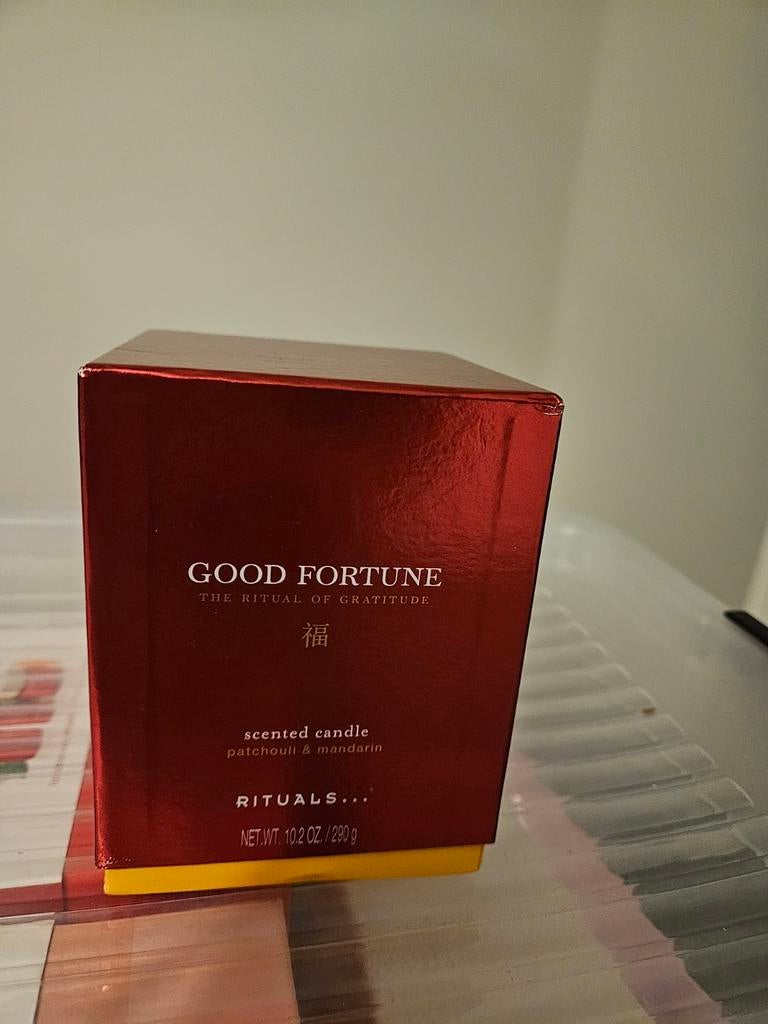 GOOD FORTUNE
THE RITUAL OF GRATITUDE
福
scented candle
patchouli & mandarin
RITUALS...
NET.WT. 10.2 OZ. / 290 g